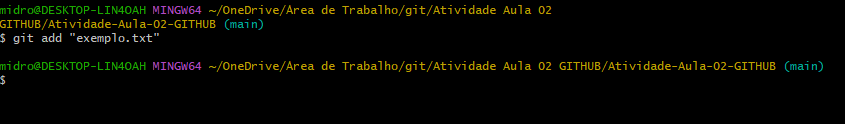 midro@DESKTOP-LIN4OAH MINGW64 ~/OneDrive/Área de Trabalho/git/Atividade Aula 02
GITHUB/Atividade-Aula-02-GITHUB (main)
$ git add "exemplo.txt"
midro@DESKTOP-LIN4OAH MINGW64 ~/OneDrive/Área de Trabalho/git/Atividade Aula 02 GITHUB/Atividade-Aula-02-GITHUB (main)
$